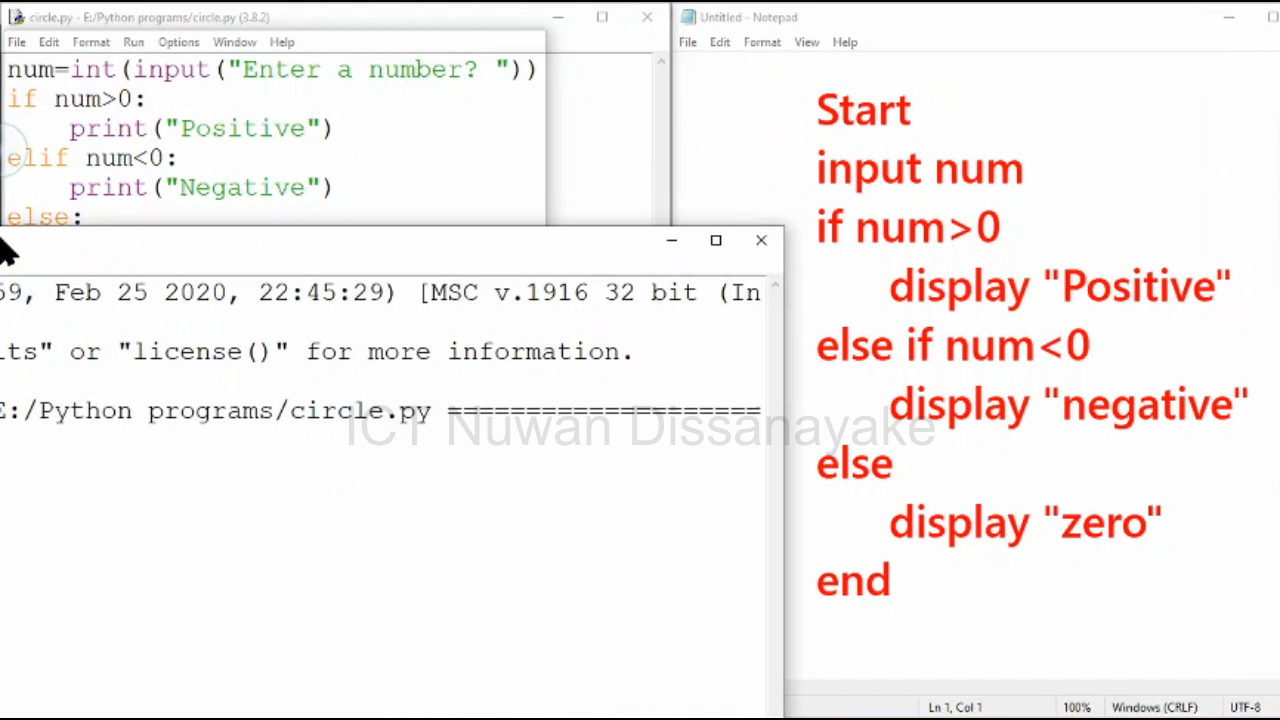 circle.py - E:/Python programs/circle.py (3.8.2)
File Edit Format Run Options Window Help
num=int(input("Enter a number? "))
if num>0:
print("Positive")
elif num<0:
print("Negative")
else:
59, Feb 25 2020, 22:45:29) [MSC v.1916 32 bit (In
its" or "license()" for more information.
E:/Python programs/circle.py ====================
ICT Nuwan Dissanayake
Untitled - Notepad
File Edit Format View Help
Start
input num
if num>0
display "Positive"
else if num<0
display "negative"
else
display "zero"
end
Ln 1, Col 1 100% Windows (CRLF) UTF-8